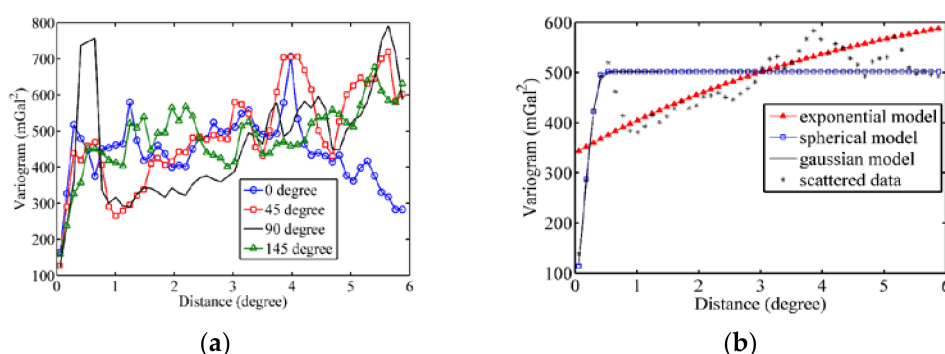 800
700
600
500
400
300
200
100
0 1 2 3 4 5 6
Variogram (mGal²)
Distance (degree)
0 degree
45 degree
90 degree
145 degree
(a)
600
500
400
300
200
100
0 1 2 3 4 5 6
Variogram (mGal²)
Distance (degree)
exponential model
spherical model
gaussian model
scattered data
(b)